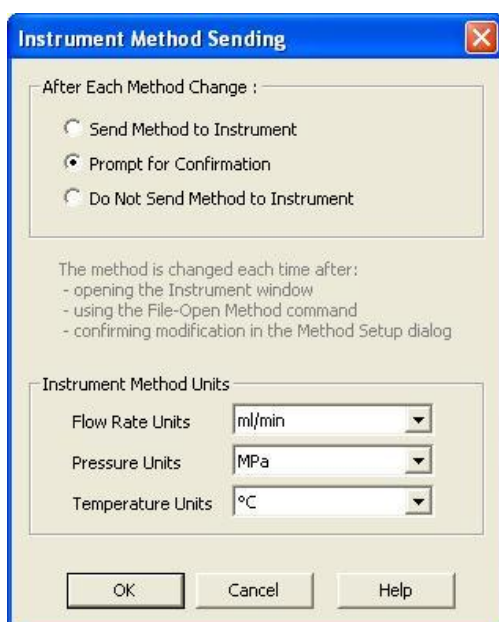 Instrument Method Sending
After Each Method Change :
Send Method to Instrument
Prompt for Confirmation
Do Not Send Method to Instrument
The method is changed each time after:
- opening the Instrument window
- using the File-Open Method command
- confirming modification in the Method Setup dialog
Instrument Method Units
Flow Rate Units ml/min
Pressure Units MPa
Temperature Units °C
OK Cancel Help